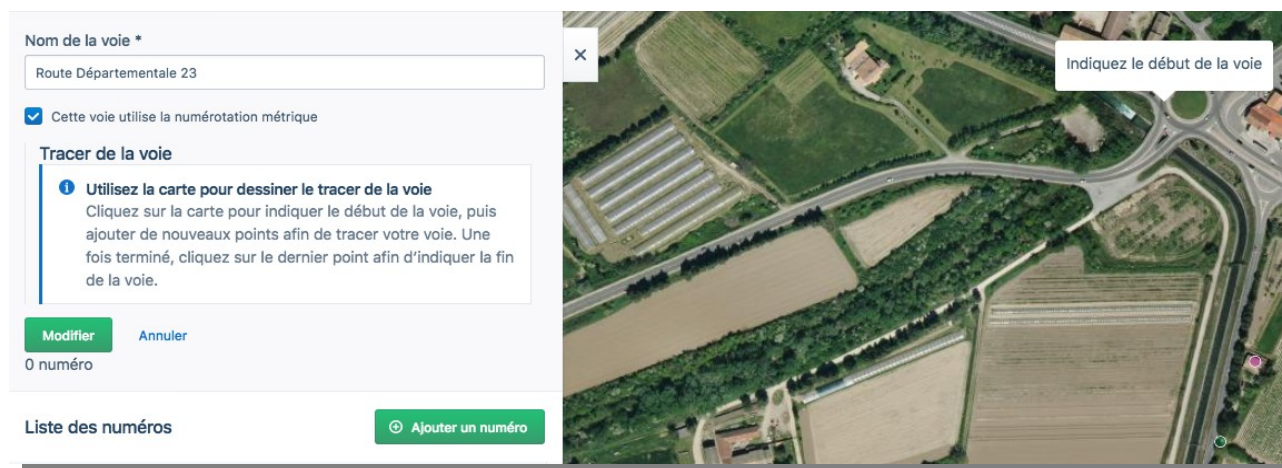 Nom de la voie *
Route Départementale 23
Cette voie utilise la numérotation métrique
Tracer de la voie
Utilisez la carte pour dessiner le tracer de la voie
Cliquez sur la carte pour indiquer le début de la voie, puis
ajouter de nouveaux points afin de tracer votre voie. Une
fois terminé, cliquez sur le dernier point afin d’indiquer la fin
de la voie.
Modifier Annuler
0 numéro
Liste des numéros
Ajouter un numéro
Indiquez le début de la voie